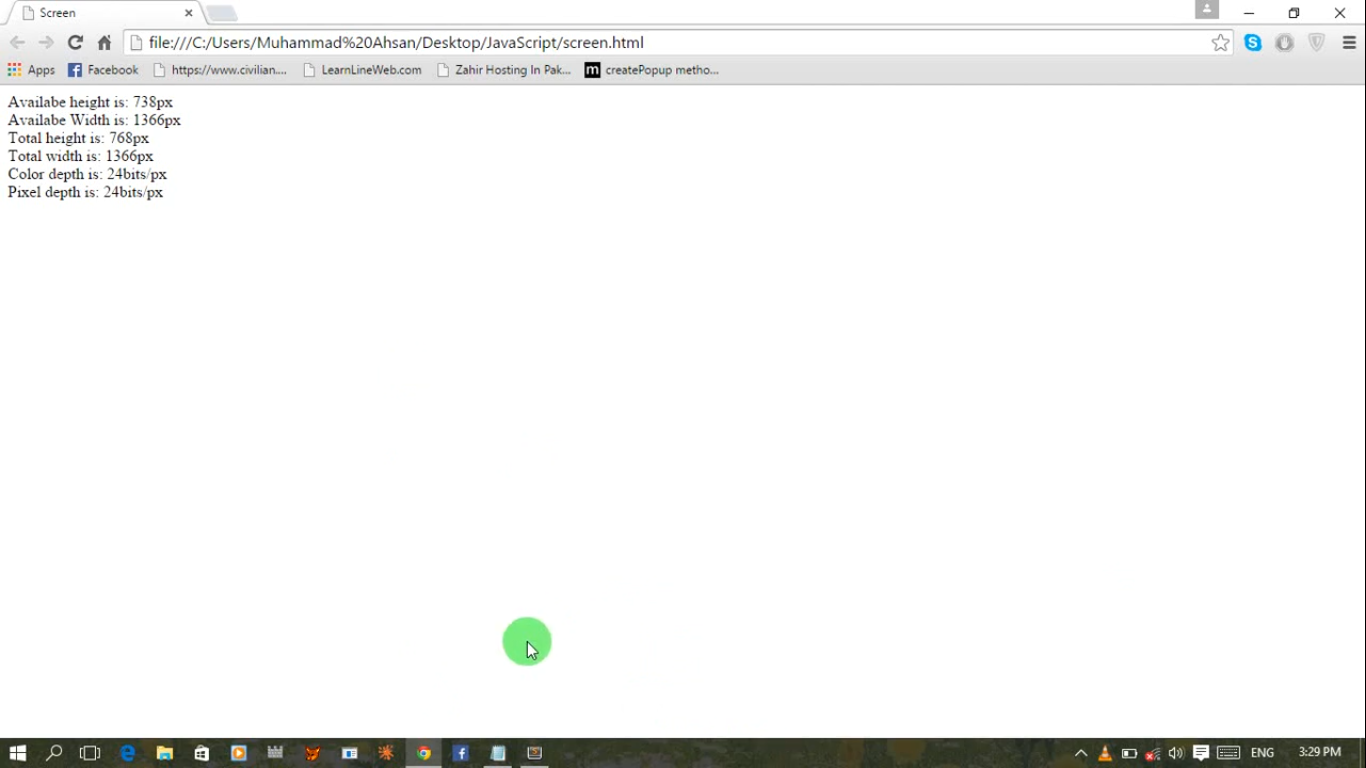 Screen
file:///C:/Users/Muhammad%20Ahsan/Desktop/JavaScript/screen.html
Apps Facebook https://www.civilian.... LearnLineWeb.com Zahir Hosting In Pak... m createPopup metho...
Availabe height is: 738px
Availabe Width is: 1366px
Total height is: 768px
Total width is: 1366px
Color depth is: 24bits/px
Pixel depth is: 24bits/px
ENG 3:29 PM